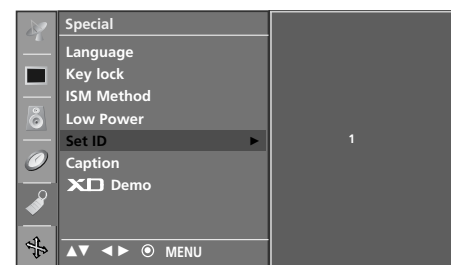 Special
Language
Key lock
ISM Method
Low Power
Set ID ▶ 1
Caption
XD Demo
▲▼ ◀▶ ◉ MENU